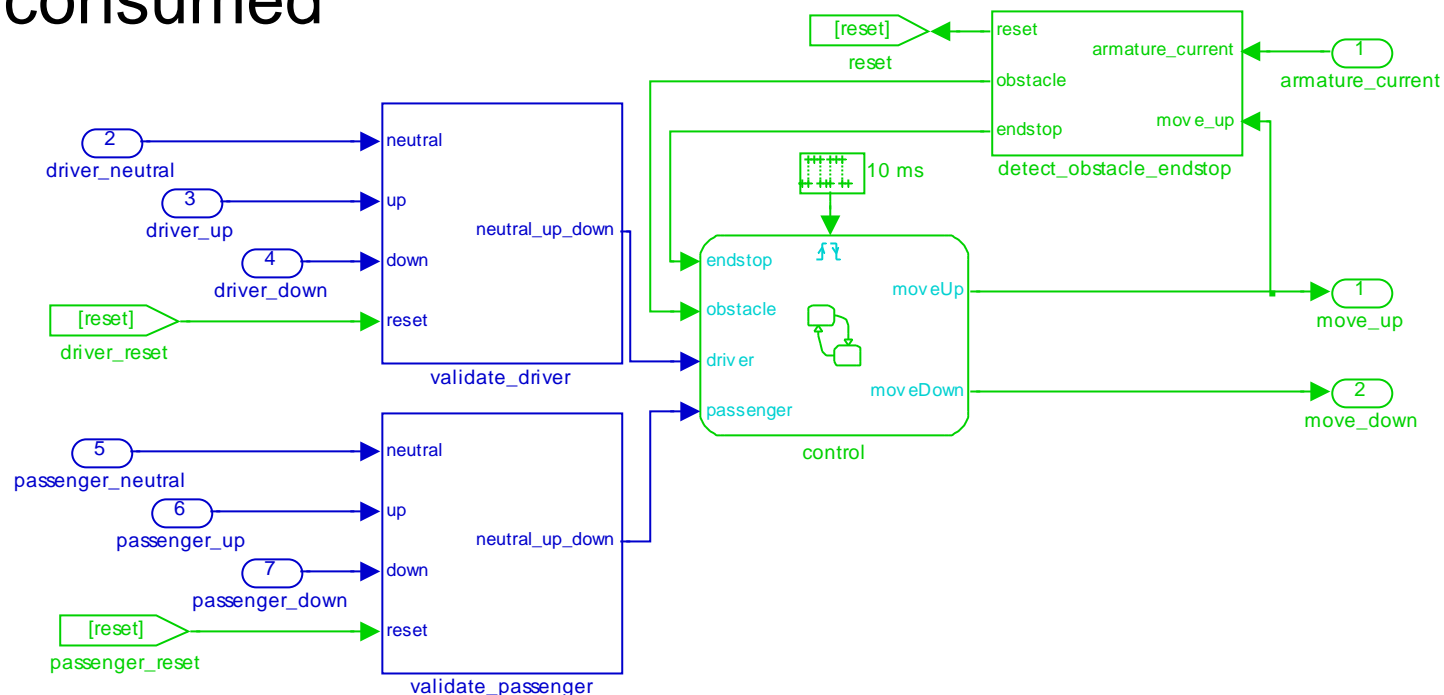 consumed
[reset]
reset
reset
obstacle
endstop
armature_current
move_up
detect_obstacle_endstop
1
armature_current
2
driver_neutral
3
driver_up
4
driver_down
[reset]
driver_reset
neutral
up
down
reset
neutral_up_down
validate_driver
10 ms
endstop
obstacle
driver
passenger
moveUp
moveDown
control
1
move_up
2
move_down
5
passenger_neutral
6
passenger_up
7
passenger_down
[reset]
passenger_reset
neutral
up
down
reset
neutral_up_down
validate_passenger